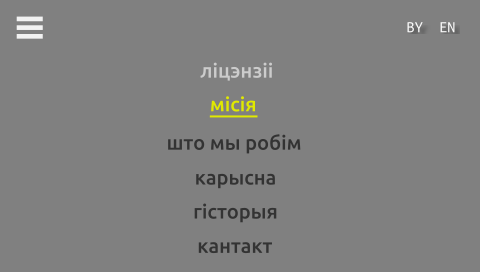 BY EN
ліцэнзіі
місія
што мы робім
карысна
гісторыя
кантакт